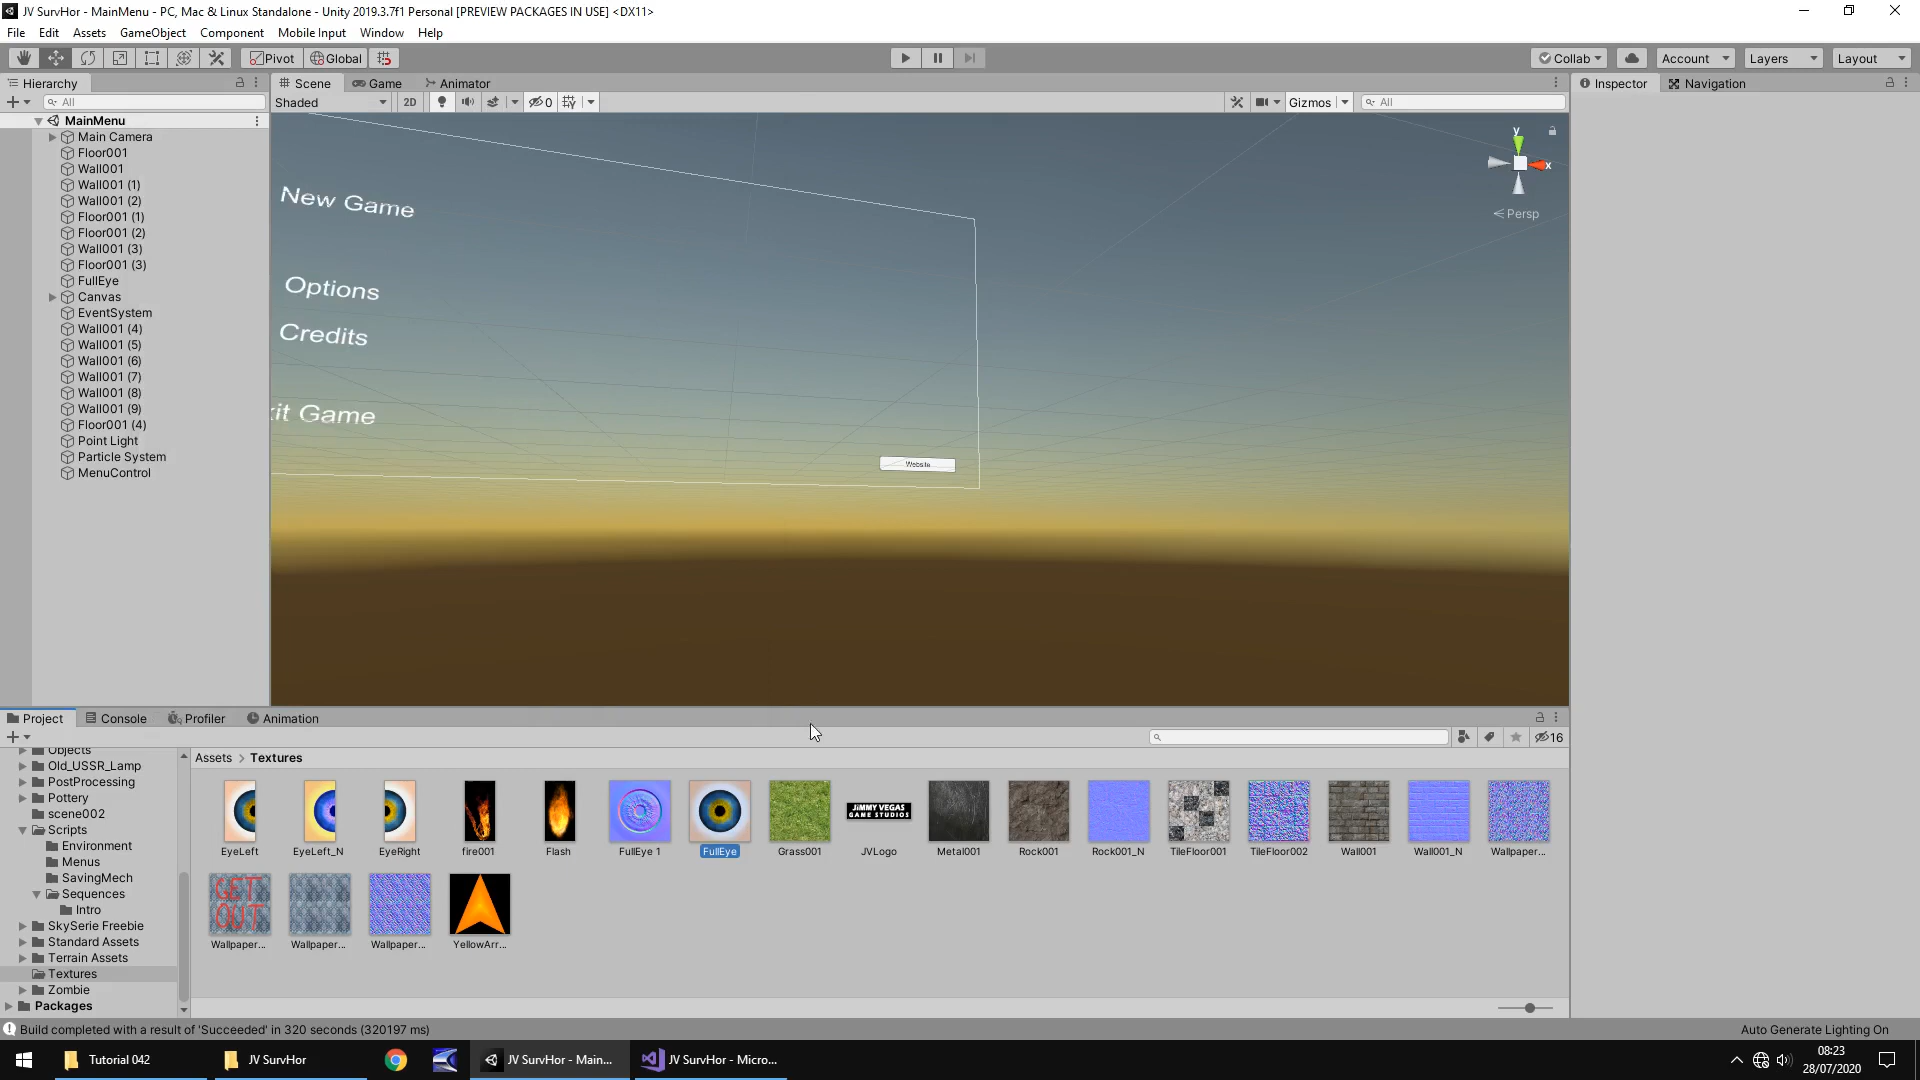 JV SurvHor - MainMenu - PC, Mac & Linux Standalone - Unity 2019.3.7f1 Personal [PREVIEW PACKAGES IN USE] <DX11>
File Edit Assets GameObject Component Mobile Input Window Help
Pivot Global Collab Account Layers Layout
Hierarchy Scene Game Animator Inspector Navigation
All Shaded 2D 0 Gizmos All
MainMenu
Main Camera
Floor001
Wall001
Wall001 (1)
Wall001 (2)
Floor001 (1)
Floor001 (2)
Wall001 (3)
Floor001 (3)
FullEye
Canvas
EventSystem
Wall001 (4)
Wall001 (5)
Wall001 (6)
Wall001 (7)
Wall001 (8)
Wall001 (9)
Floor001 (4)
Point Light
Particle System
MenuControl
New Game
Options
Credits
xit Game
Website
y
x
< Persp
Project Console Profiler Animation
16
Objects
Old_USSR_Lamp
PostProcessing
Pottery
scene002
Scripts
Environment
Menus
SavingMech
Sequences
Intro
SkySerie Freebie
Standard Assets
Terrain Assets
Textures
Zombie
Packages
Assets > Textures
JIMMY VEGAS
GAME STUDIOS
EyeLeft EyeLeft_N EyeRight fire001 Flash FullEye 1 FullEye Grass001 JVLogo Metal001 Rock001 Rock001_N TileFloor001 TileFloor002 Wall001 Wall001_N Wallpaper...
GET
OUT
Wallpaper... Wallpaper... Wallpaper... YellowArr...
Build completed with a result of 'Succeeded' in 320 seconds (320197 ms)
Auto Generate Lighting On
Tutorial 042 JV SurvHor JV SurvHor - Main... JV SurvHor - Micro...
08:23
28/07/2020